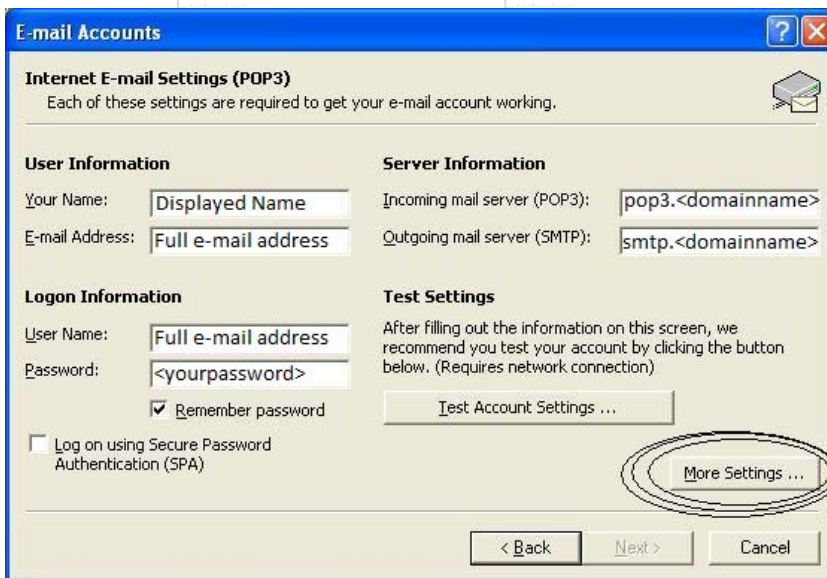 E-mail Accounts
Internet E-mail Settings (POP3)
Each of these settings are required to get your e-mail account working.
User Information
Your Name: Displayed Name
E-mail Address: Full e-mail address
Server Information
Incoming mail server (POP3): pop3.<domainname>
Outgoing mail server (SMTP): smtp.<domainname>
Logon Information
User Name: Full e-mail address
Password: <yourpassword>
Remember password
Log on using Secure Password
Authentication (SPA)
Test Settings
After filling out the information on this screen, we
recommend you test your account by clicking the button
below. (Requires network connection)
Test Account Settings ...
More Settings ...
< Back
Next >
Cancel